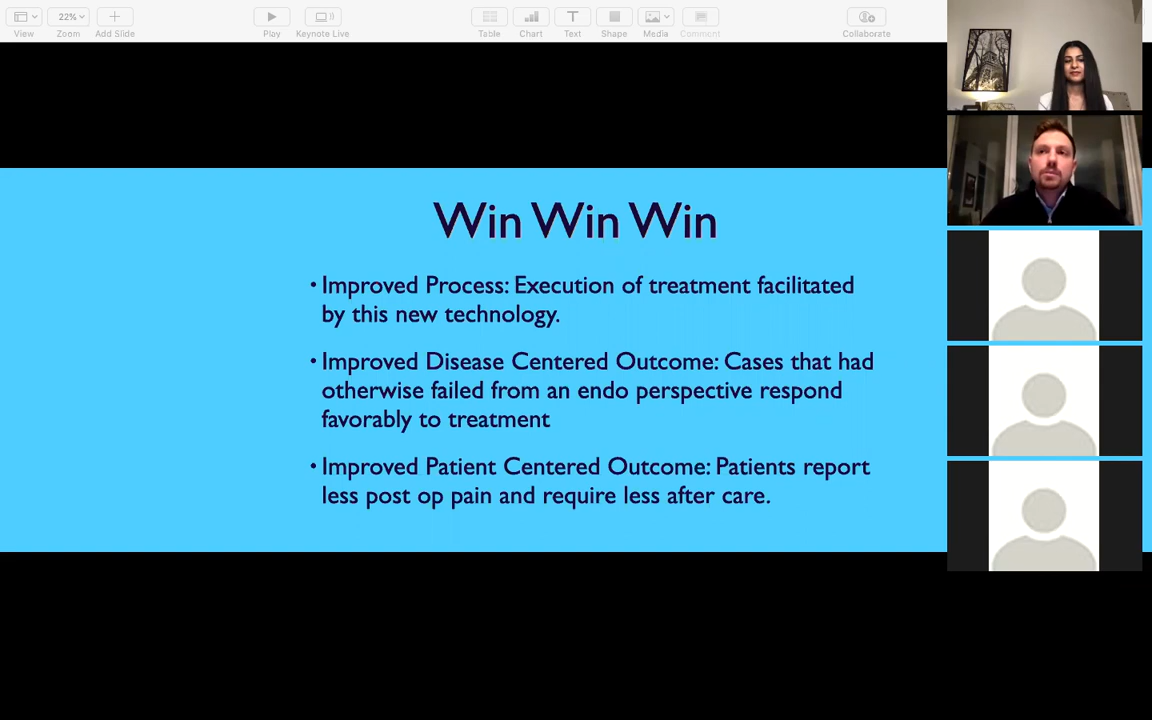 22%
View
Zoom
Add Slide
Play
Keynote Live
Table
Chart
Text
Shape
Media
Comment
Collaborate
Win Win Win
• Improved Process: Execution of treatment facilitated
by this new technology.
• Improved Disease Centered Outcome: Cases that had
otherwise failed from an endo perspective respond
favorably to treatment
• Improved Patient Centered Outcome: Patients report
less post op pain and require less after care.